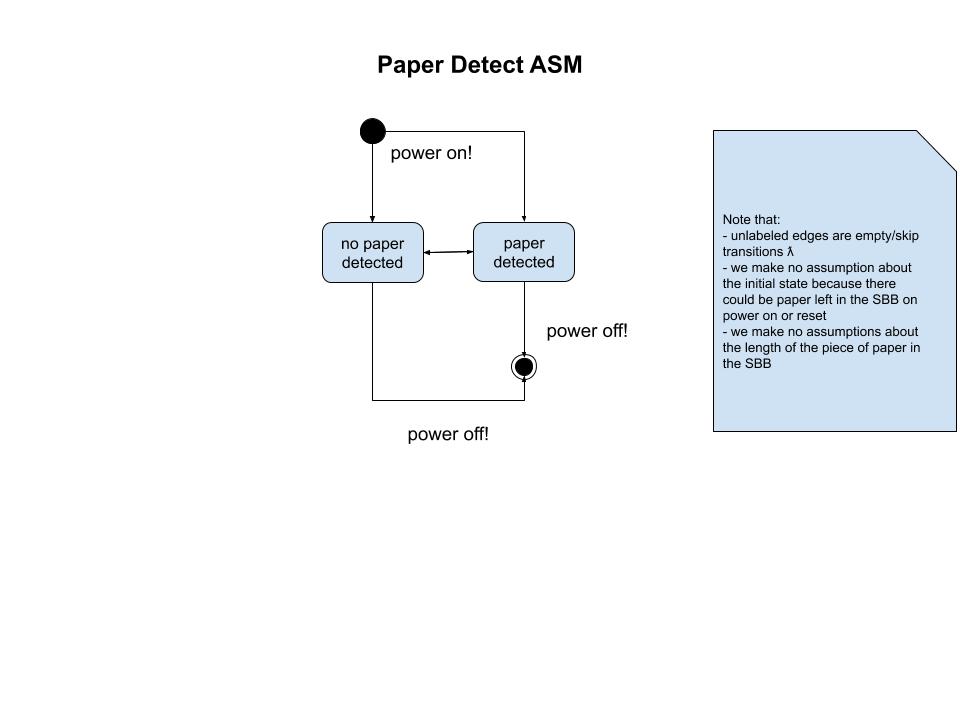 Paper Detect ASM
power on!
no paper
detected
paper
detected
power off!
power off!
Note that:
- unlabeled edges are empty/skip
transitions ƛ
- we make no assumption about
the initial state because there
could be paper left in the SBB on
power on or reset
- we make no assumptions about
the length of the piece of paper in
the SBB